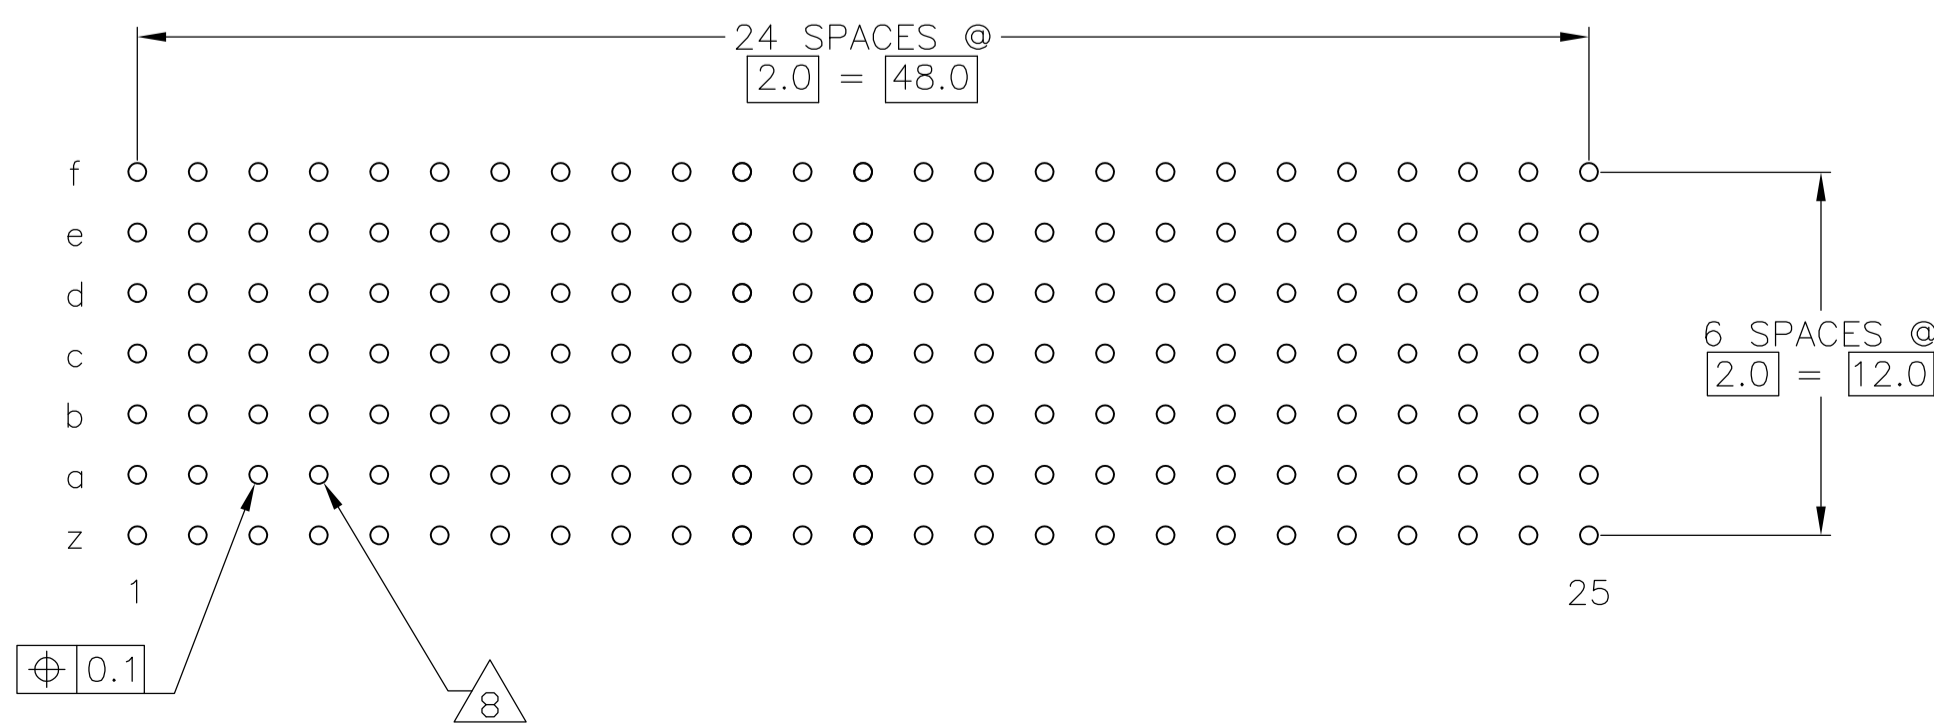 24 SPACES @
2.0 = 48.0
f
e
d
c
b
a
z
6 SPACES @
2.0 = 12.0
1
25
⌖ 0.1
8